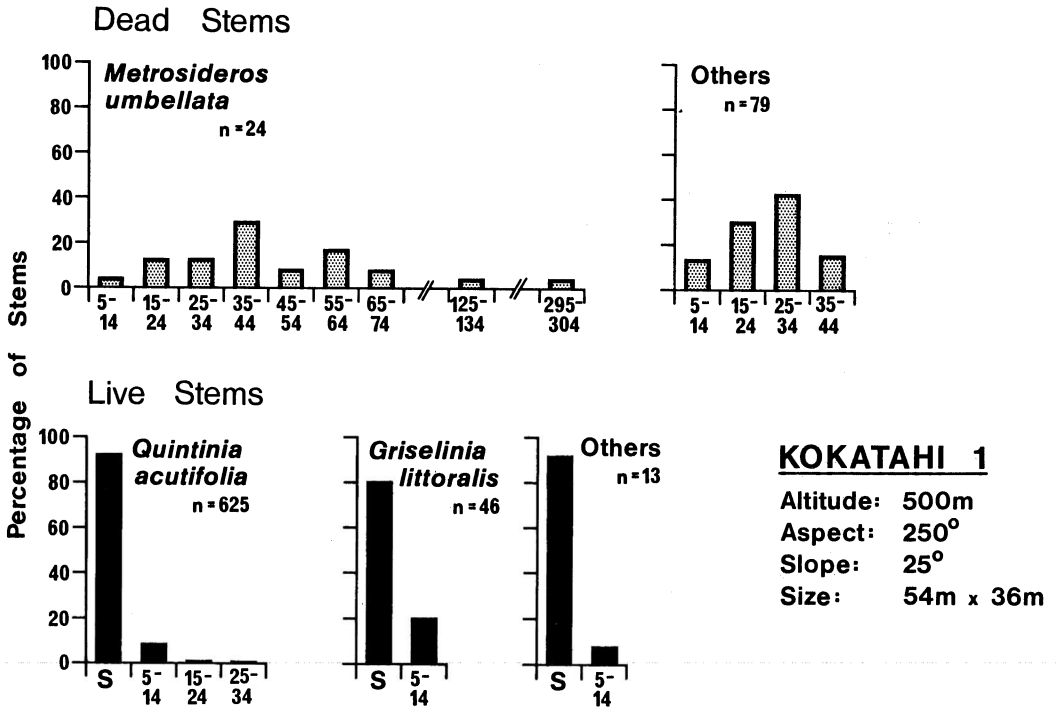 Dead Stems
Percentage of Stems
100
80
60
40
20
0
Metrosideros
umbellata
n=24
5-14
15-24
25-34
35-44
45-54
55-64
65-74
125-134
295-304
Others
n=79
5-14
15-24
25-34
35-44
Live Stems
100
80
60
40
20
0
Quintinia
acutifolia
n=625
S
5-14
15-24
25-34
Griselinia
littoralis
n=46
S
5-14
Others
n=13
S
5-14
KOKATAHI 1
Altitude: 500m
Aspect: 250°
Slope: 25°
Size: 54m x 36m